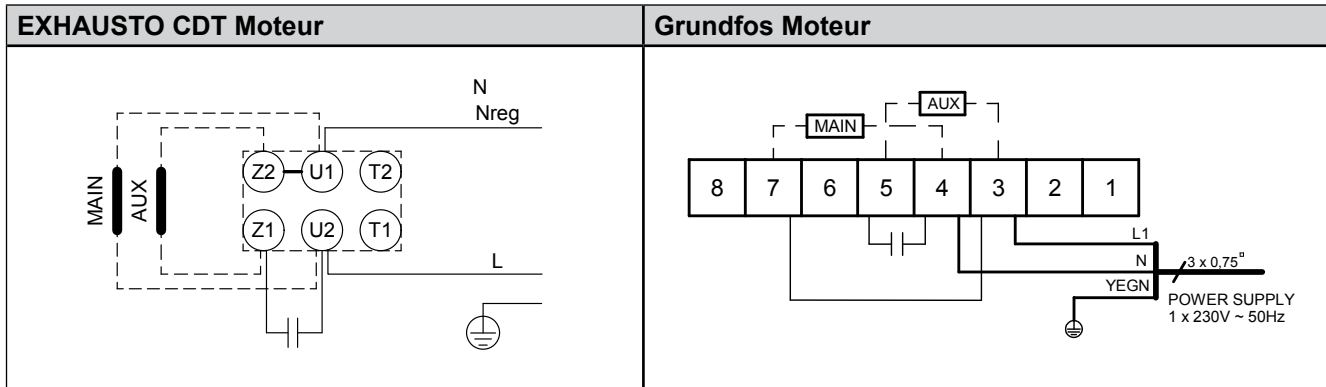 EXHAUSTO CDT Moteur
Grundfos Moteur
N
Nreg
MAIN
AUX
Z2
U1
T2
Z1
U2
T1
L
AUX
MAIN
8 7 6 5 4 3 2 1
L1
N
YEGN
3 x 0,75▫
POWER SUPPLY
1 x 230V ~ 50Hz